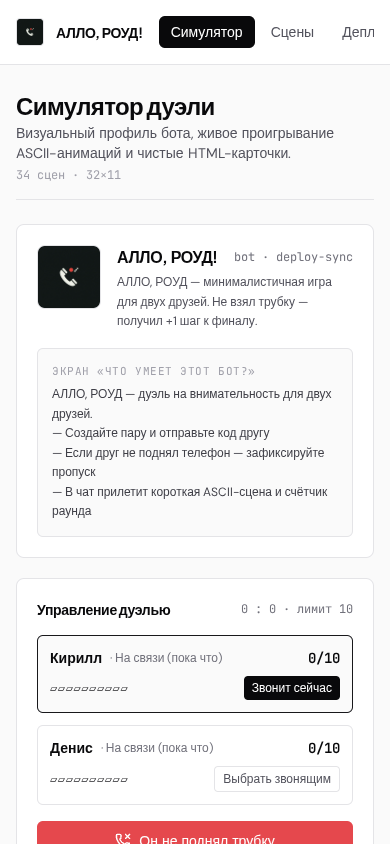 АЛЛО, РОУД! Симулятор Сцены Депл
Симулятор дуэли
Визуальный профиль бота, живое проигрывание
ASCII-анимаций и чистые HTML-карточки.
34 сцен · 32×11
АЛЛО, РОУД! bot · deploy-sync
АЛЛО, РОУД — минималистичная игра
для двух друзей. Не взял трубку —
получил +1 шаг к финалу.
ЭКРАН «ЧТО УМЕЕТ ЭТОТ БОТ?»
АЛЛО, РОУД — дуэль на внимательность для двух
друзей.
— Создайте пару и отправьте код другу
— Если друг не поднял телефон — зафиксируйте
пропуск
— В чат прилетит короткая ASCII-сцена и счётчик
раунда
Управление дуэлью 0 : 0 · лимит 10
Кирилл · На связи (пока что) 0/10
▱▱▱▱▱▱▱▱▱▱ Звонит сейчас
Денис · На связи (пока что) 0/10
▱▱▱▱▱▱▱▱▱▱ Выбрать звонящим
Он не поднял трубку